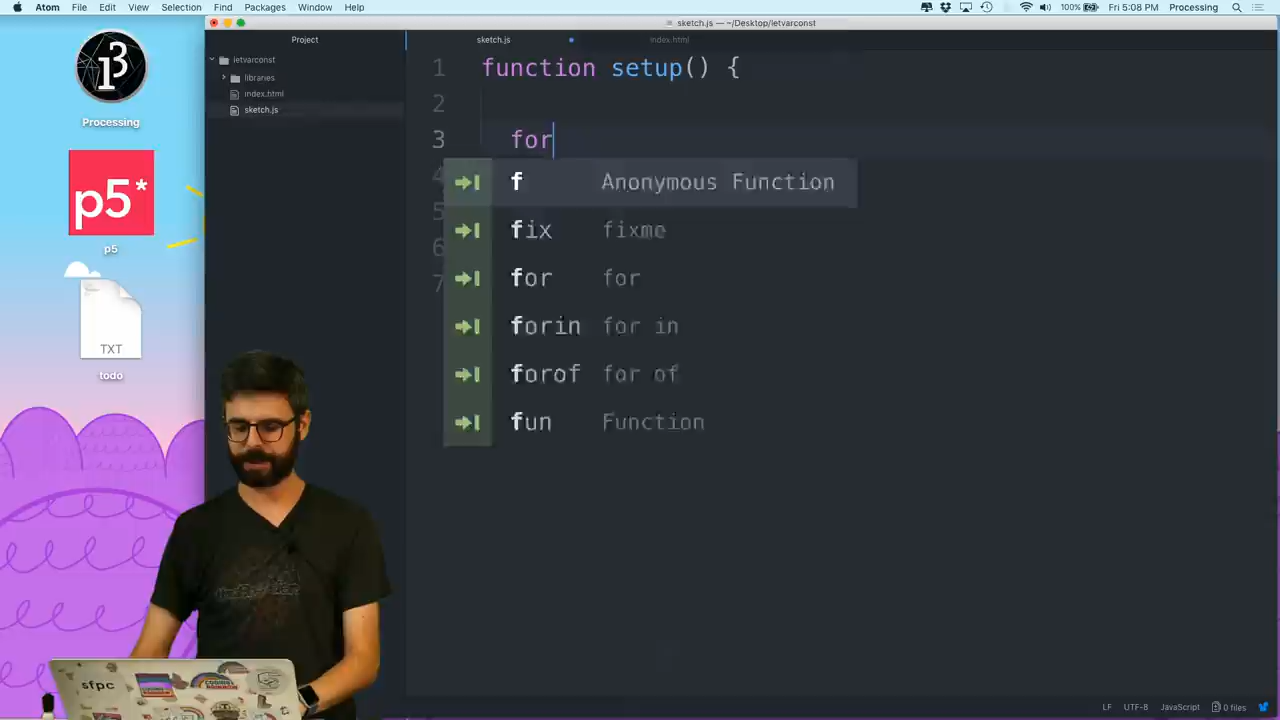 Atom File Edit View Selection Find Packages Window Help 100% Fri 5:08 PM Processing
sketch.js — ~/Desktop/letvarconst
Project sketch.js index.html
letvarconst
libraries
index.html
sketch.js
Processing
p5*
p5
TXT
todo
1 function setup() {
2
3 for
f Anonymous Function
fix fixme
for for
6
forin for in
7
forof for of
fun Function
sfpc
LF UTF-8 JavaScript 0 files